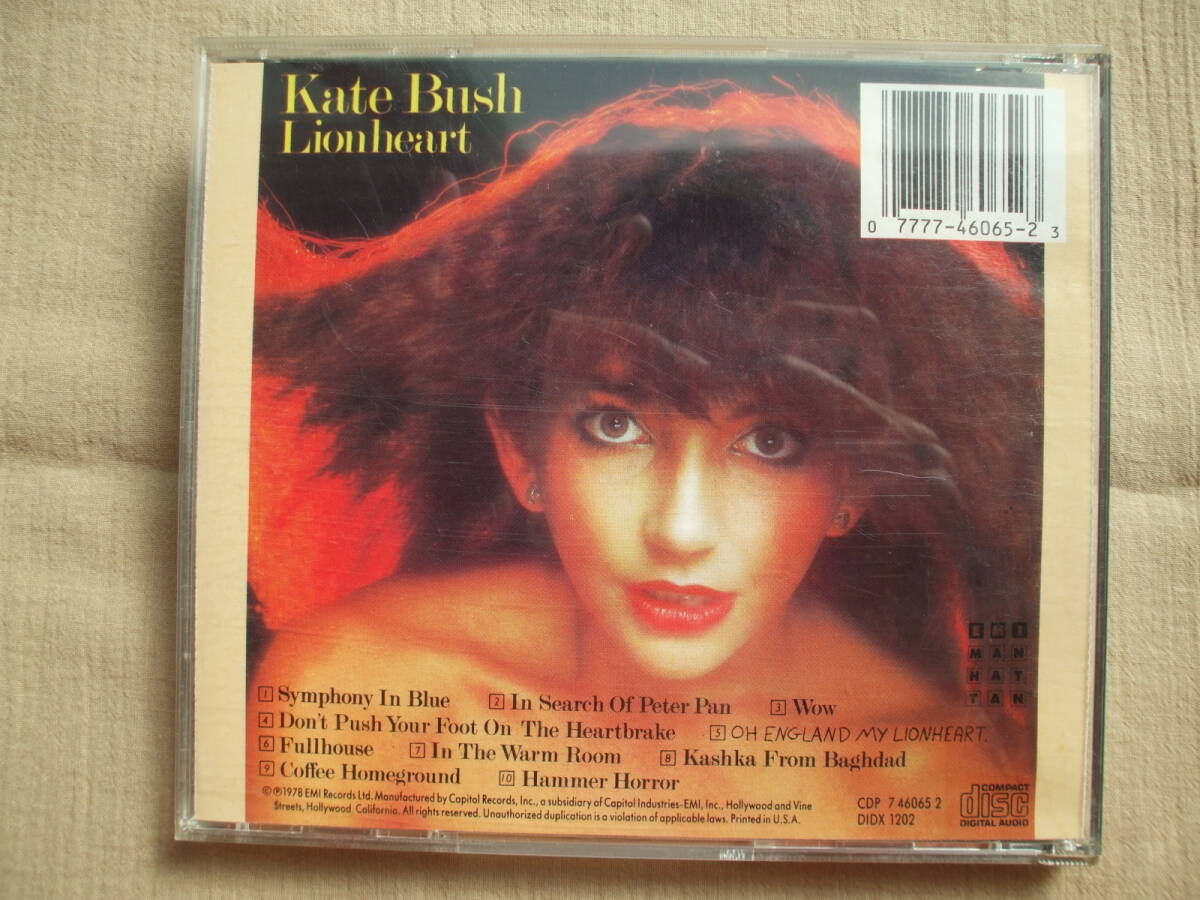 Kate Bush
Lionheart
0 7777-46065-2 3
EMI
MAN
HAT
TAN
1 Symphony In Blue 2 In Search Of Peter Pan 3 Wow
4 Don't Push Your Foot On The Heartbrake 5 OH ENGLAND MY LIONHEART.
6 Fullhouse 7 In The Warm Room 8 Kashka From Baghdad
9 Coffee Homeground 10 Hammer Horror
©℗1978 EMI Records Ltd. Manufactured by Capitol Records, Inc., a subsidiary of Capitol Industries-EMI, Inc., Hollywood and Vine
Streets, Hollywood. California. All rights reserved. Unauthorized duplication is a violation of applicable laws. Printed in U.S.A.
CDP 7 46065 2
DIDX 1202
COMPACT
disc
DIGITAL AUDIO